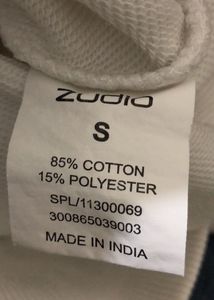 ZUDIO
S
85% COTTON
15% POLYESTER
SPL/11300069
300865039003
MADE IN INDIA